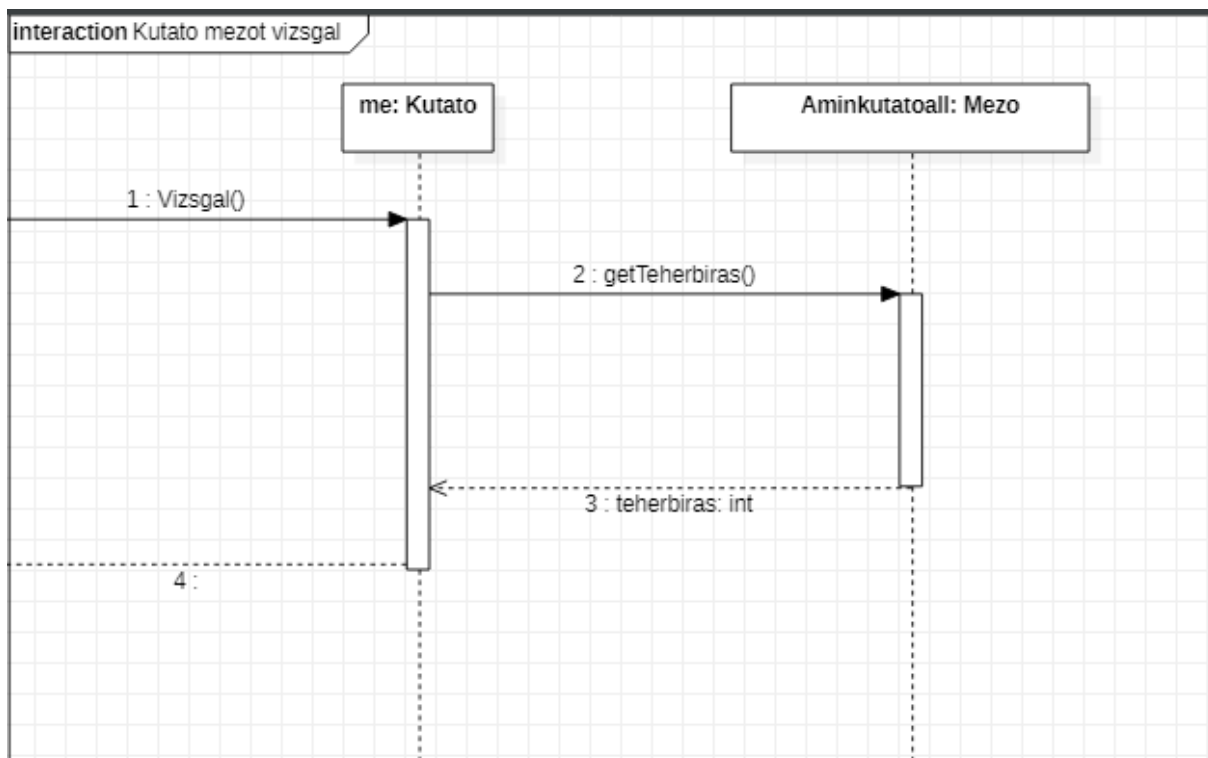 interaction Kutato mezot vizsgal
me: Kutato
Aminkutatoall: Mezo
1 : Vizsgal()
2 : getTeherbiras()
3 : teherbiras: int
4 :